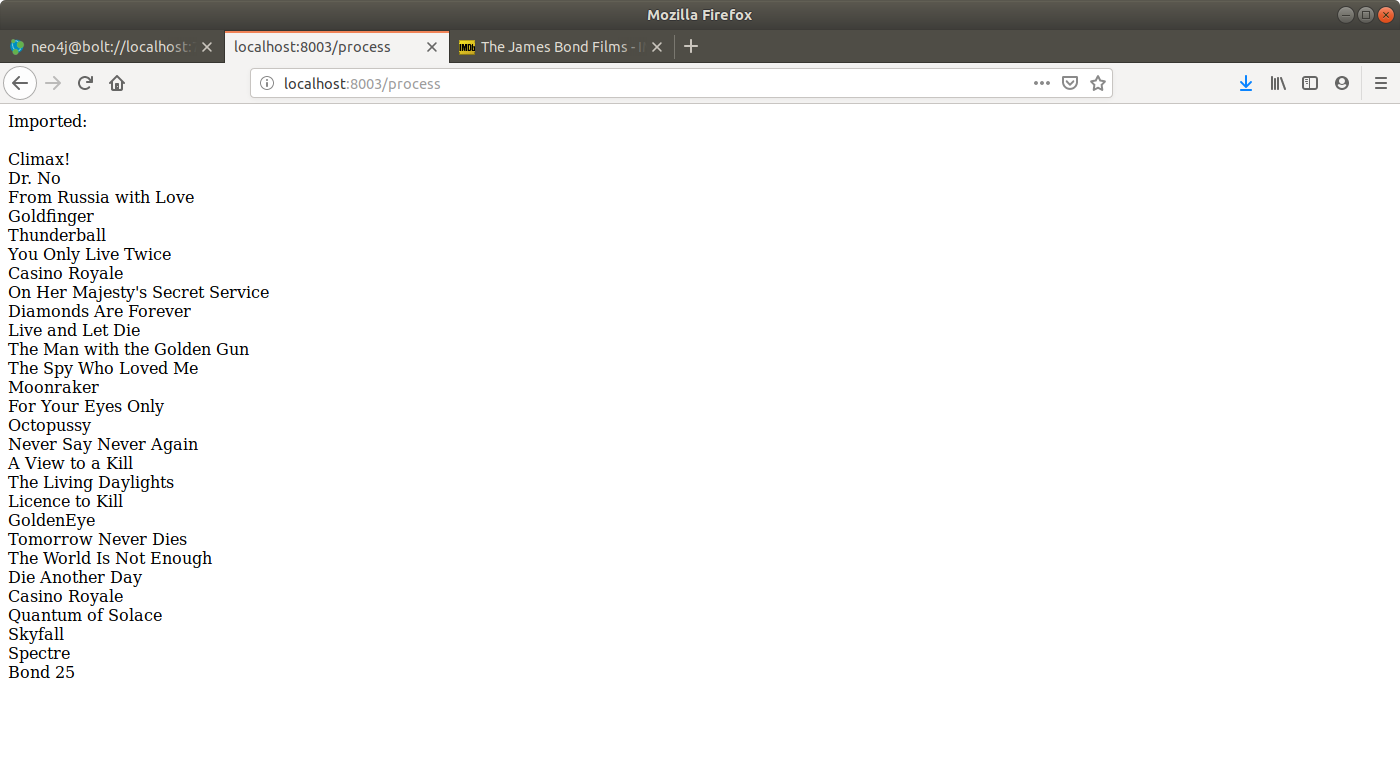 Mozilla Firefox
neo4j@bolt://localhost:
localhost:8003/process
IMDb The James Bond Films - I
localhost:8003/process
Imported:
Climax!
Dr. No
From Russia with Love
Goldfinger
Thunderball
You Only Live Twice
Casino Royale
On Her Majesty's Secret Service
Diamonds Are Forever
Live and Let Die
The Man with the Golden Gun
The Spy Who Loved Me
Moonraker
For Your Eyes Only
Octopussy
Never Say Never Again
A View to a Kill
The Living Daylights
Licence to Kill
GoldenEye
Tomorrow Never Dies
The World Is Not Enough
Die Another Day
Casino Royale
Quantum of Solace
Skyfall
Spectre
Bond 25